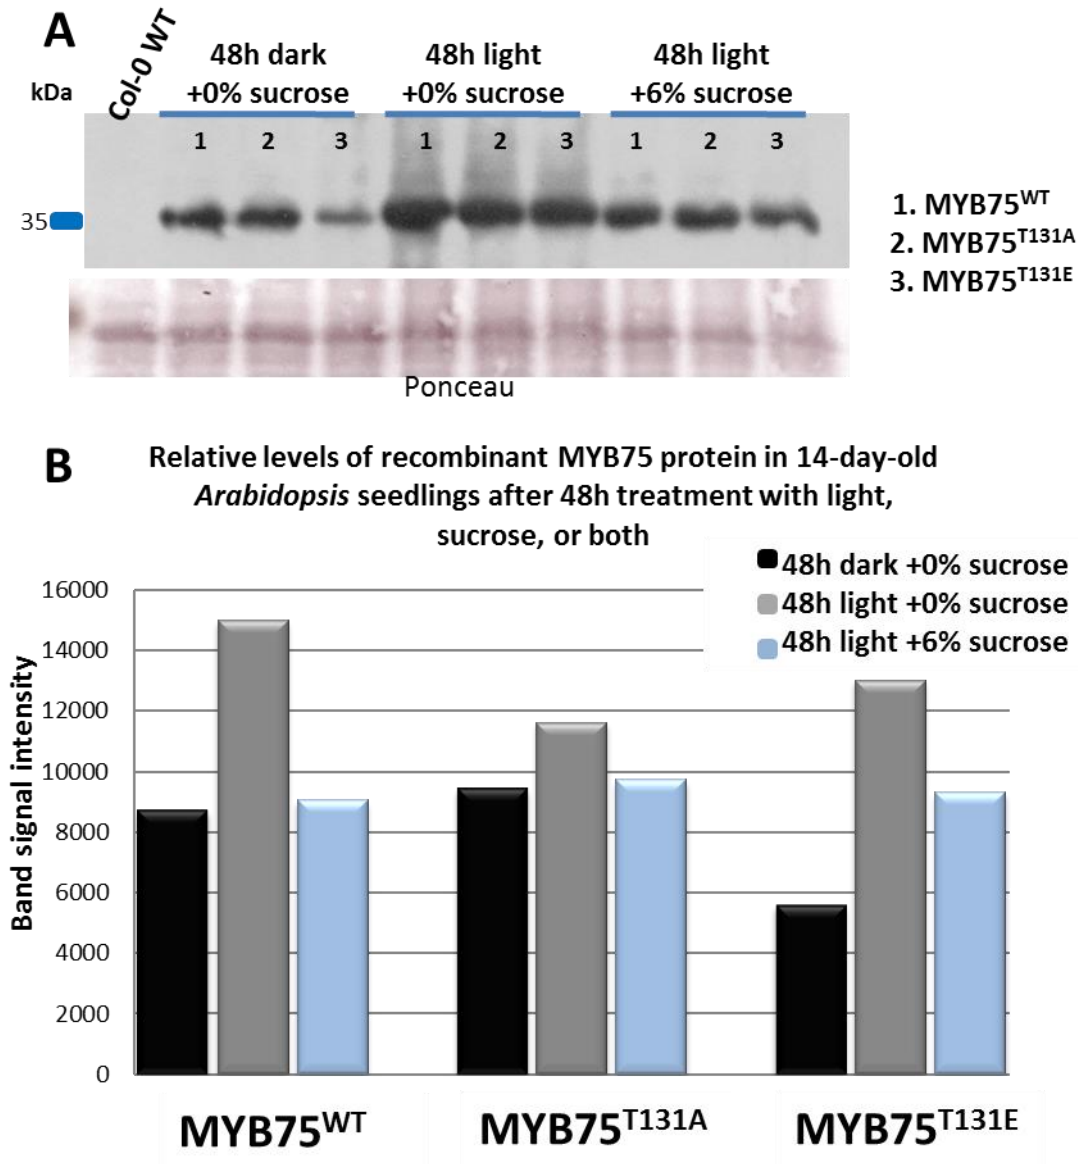 A
Col-0 WT
48h dark
+0% sucrose
48h light
+0% sucrose
48h light
+6% sucrose
kDa
1 2 3 1 2 3 1 2 3
35
1. MYB75WT
2. MYB75T131A
3. MYB75T131E
Ponceau
B
Relative levels of recombinant MYB75 protein in 14-day-old
Arabidopsis seedlings after 48h treatment with light,
sucrose, or both
48h dark +0% sucrose
48h light +0% sucrose
48h light +6% sucrose
Band signal intensity
16000
14000
12000
10000
8000
6000
4000
2000
0
MYB75WT MYB75T131A MYB75T131E